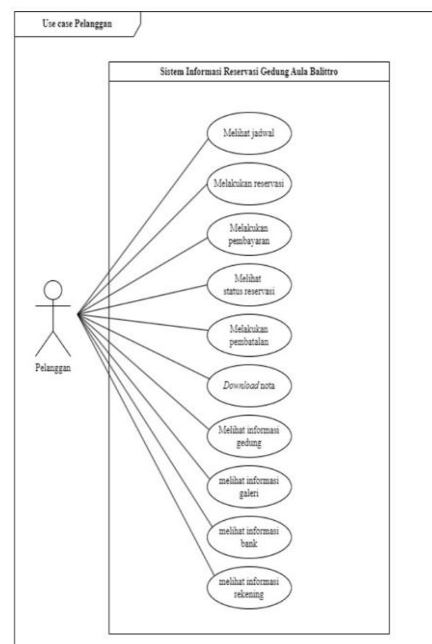 Use case Pelanggan
Sistem Informasi Reservasi Gedung Aula Balittro
Melihat jadwal
Melakukan reservasi
Melakukan
pembayaran
Melihat
status reservasi
Melakukan
pembatalan
Pelanggan
Download nota
Melihat informasi
gedung
melihat informasi
galeri
melihat informasi
bank
melihat informasi
rekening